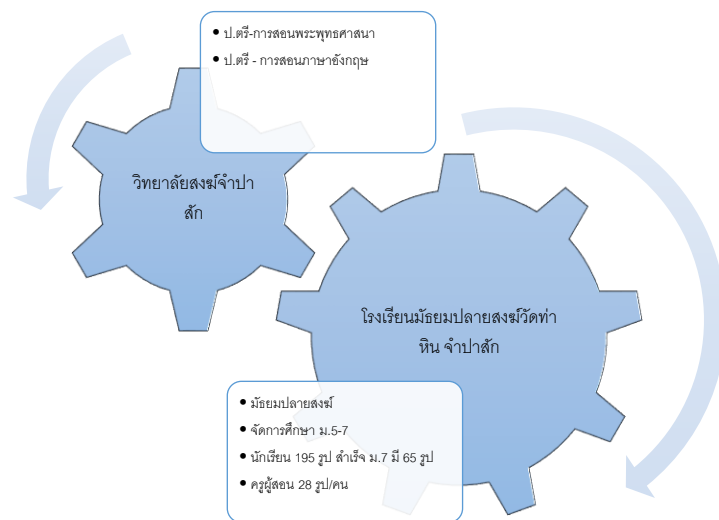 • ป.ตรี-การสอนพระพุทธศาสนา
• ป.ตรี - การสอนภาษาอังกฤษ
วิทยาลัยสงฆ์จำปา
สัก
โรงเรียนมัธยมปลายสงฆ์วัดท่า
หิน จำปาสัก
• มัธยมปลายสงฆ์
• จัดการศึกษา ม.5-7
• นักเรียน 195 รูป สำเร็จ ม.7 มี 65 รูป
• ครูผู้สอน 28 รูป/คน